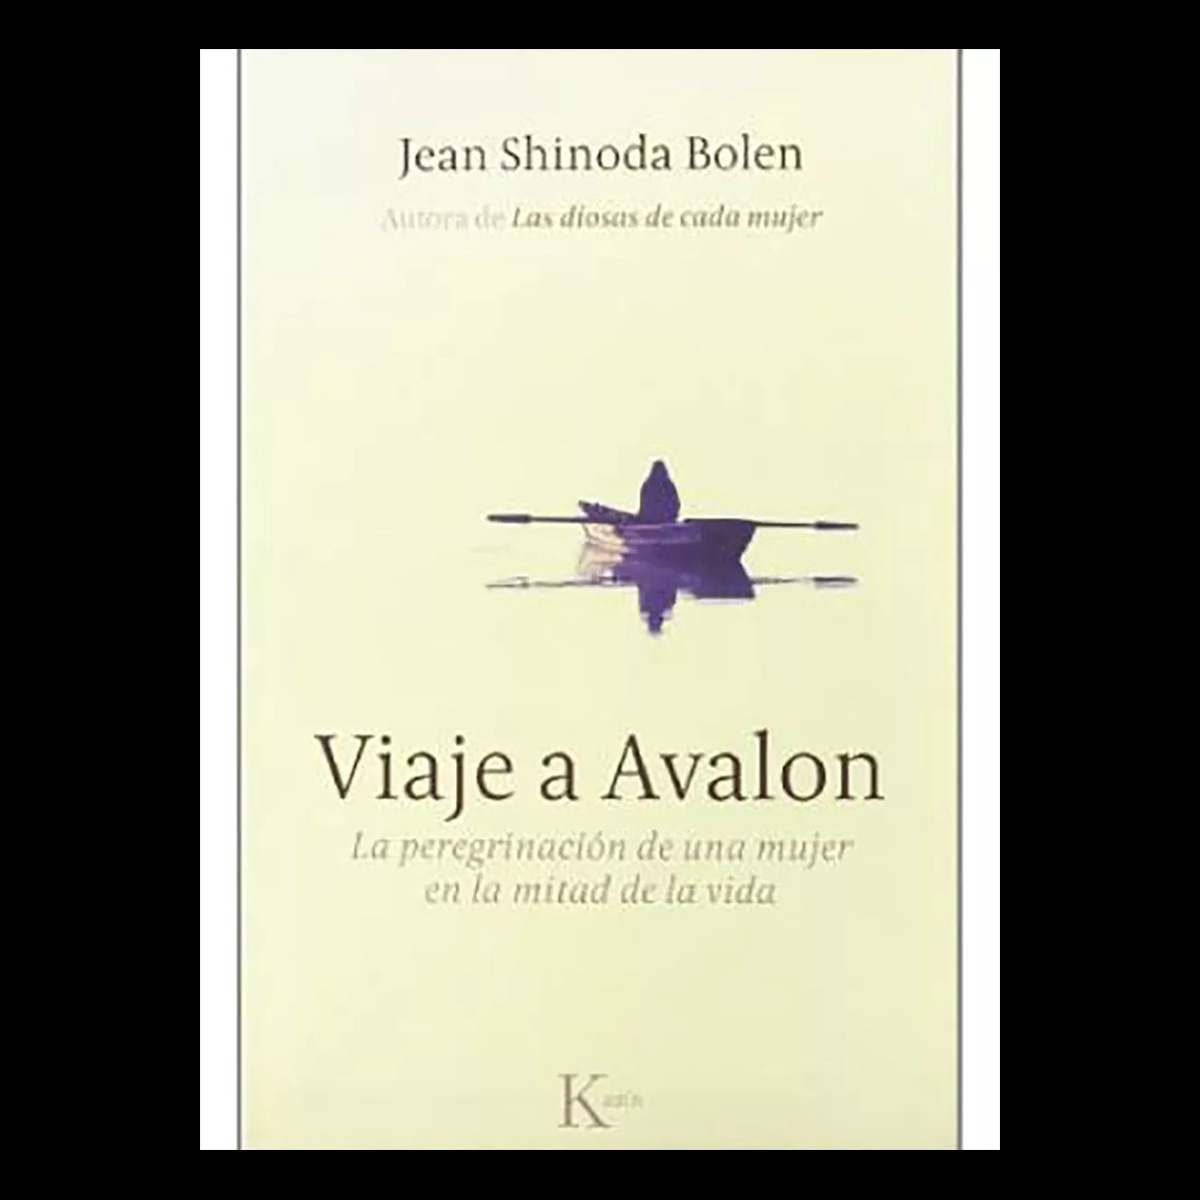 Jean Shinoda Bolen
Autora de Las diosas de cada mujer
Viaje a Avalon
La peregrinación de una mujer
en la mitad de la vida
K